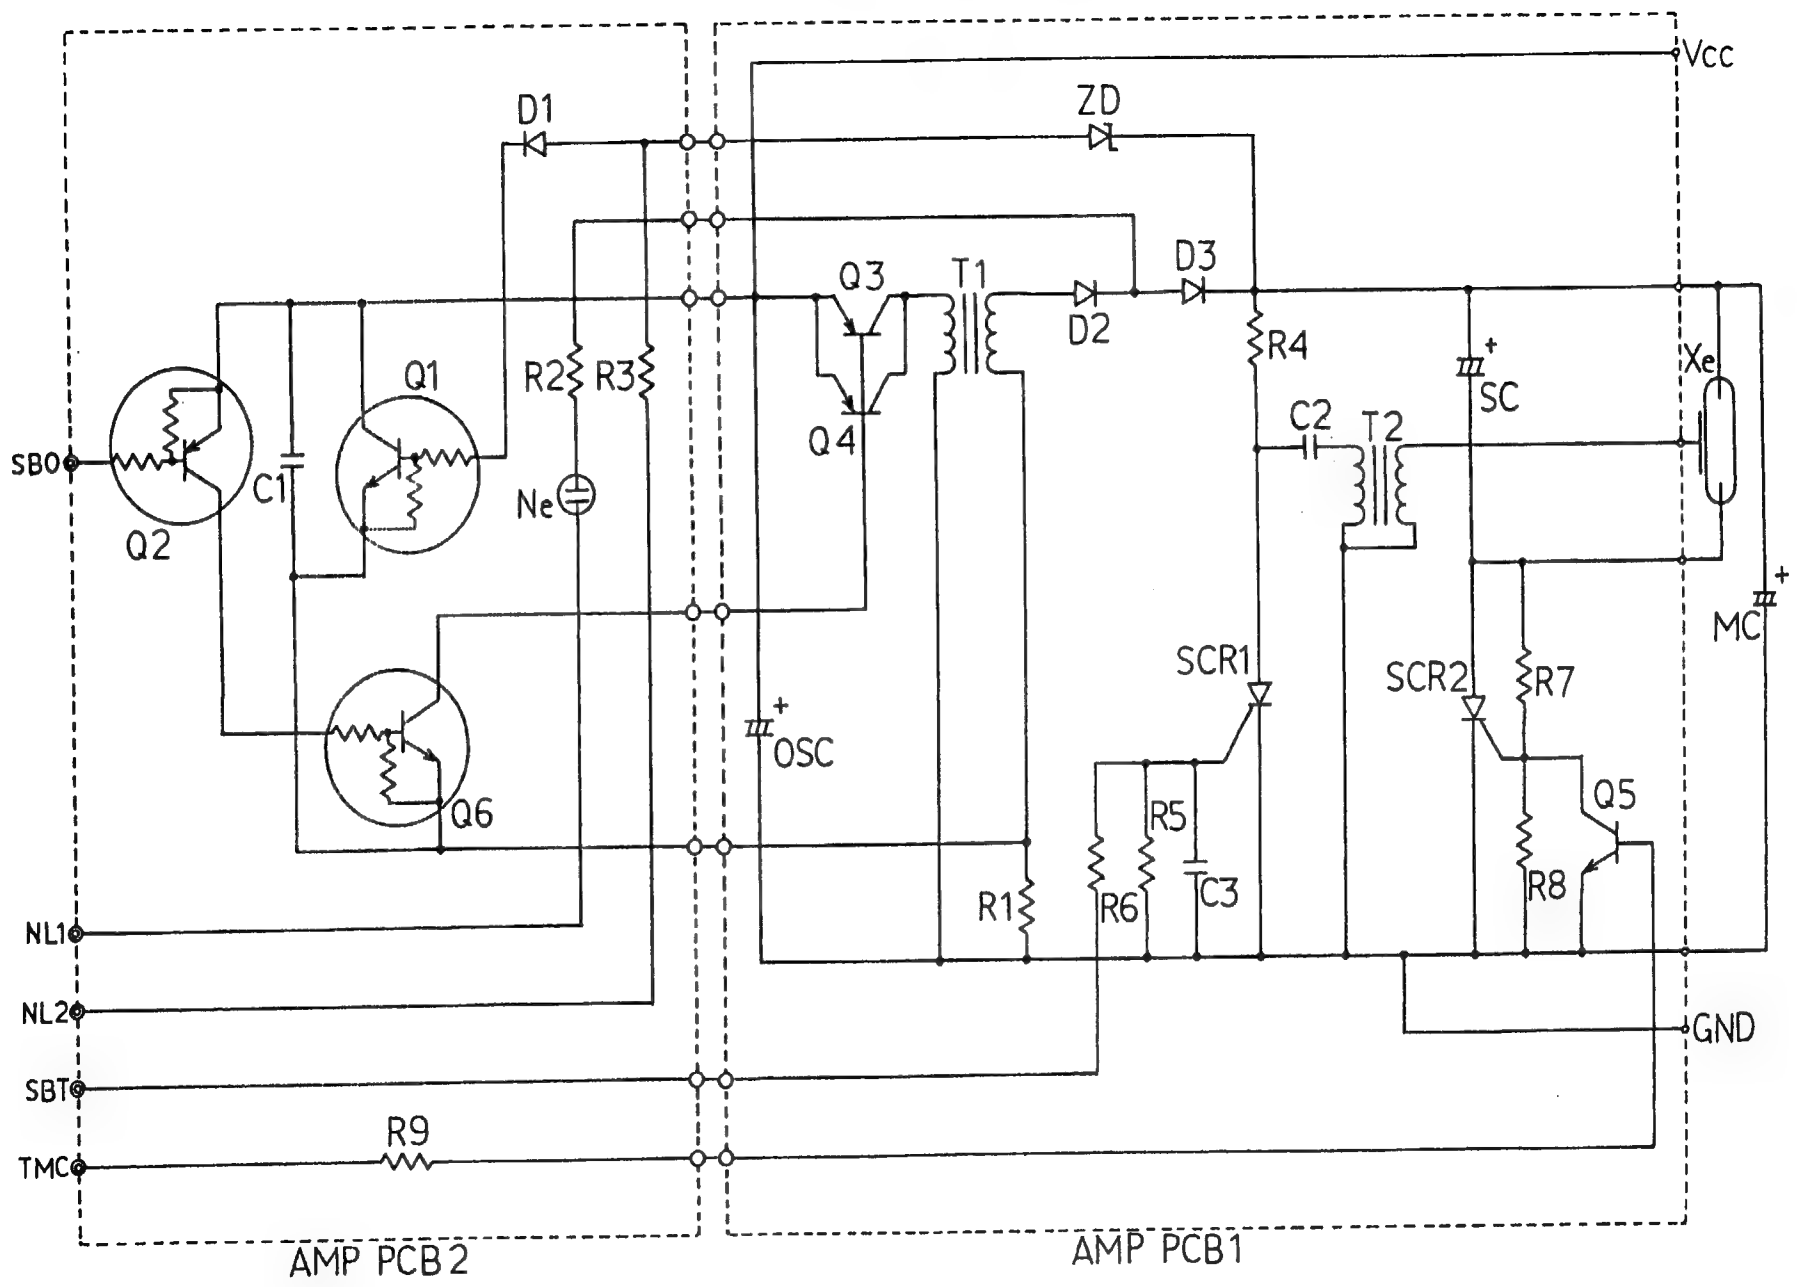 Vcc
D1
ZD
Q3
T1
D3
D2
R4
Xe
+
SC
R2
R3
Q1
Q4
C2
T2
SBO
C1
Ne
Q2
+
MC
SCR1
SCR2
R7
+
OSC
Q6
R5
Q5
R1
R6
C3
R8
NL1
NL2
GND
SBT
R9
TMC
AMP PCB2
AMP PCB1